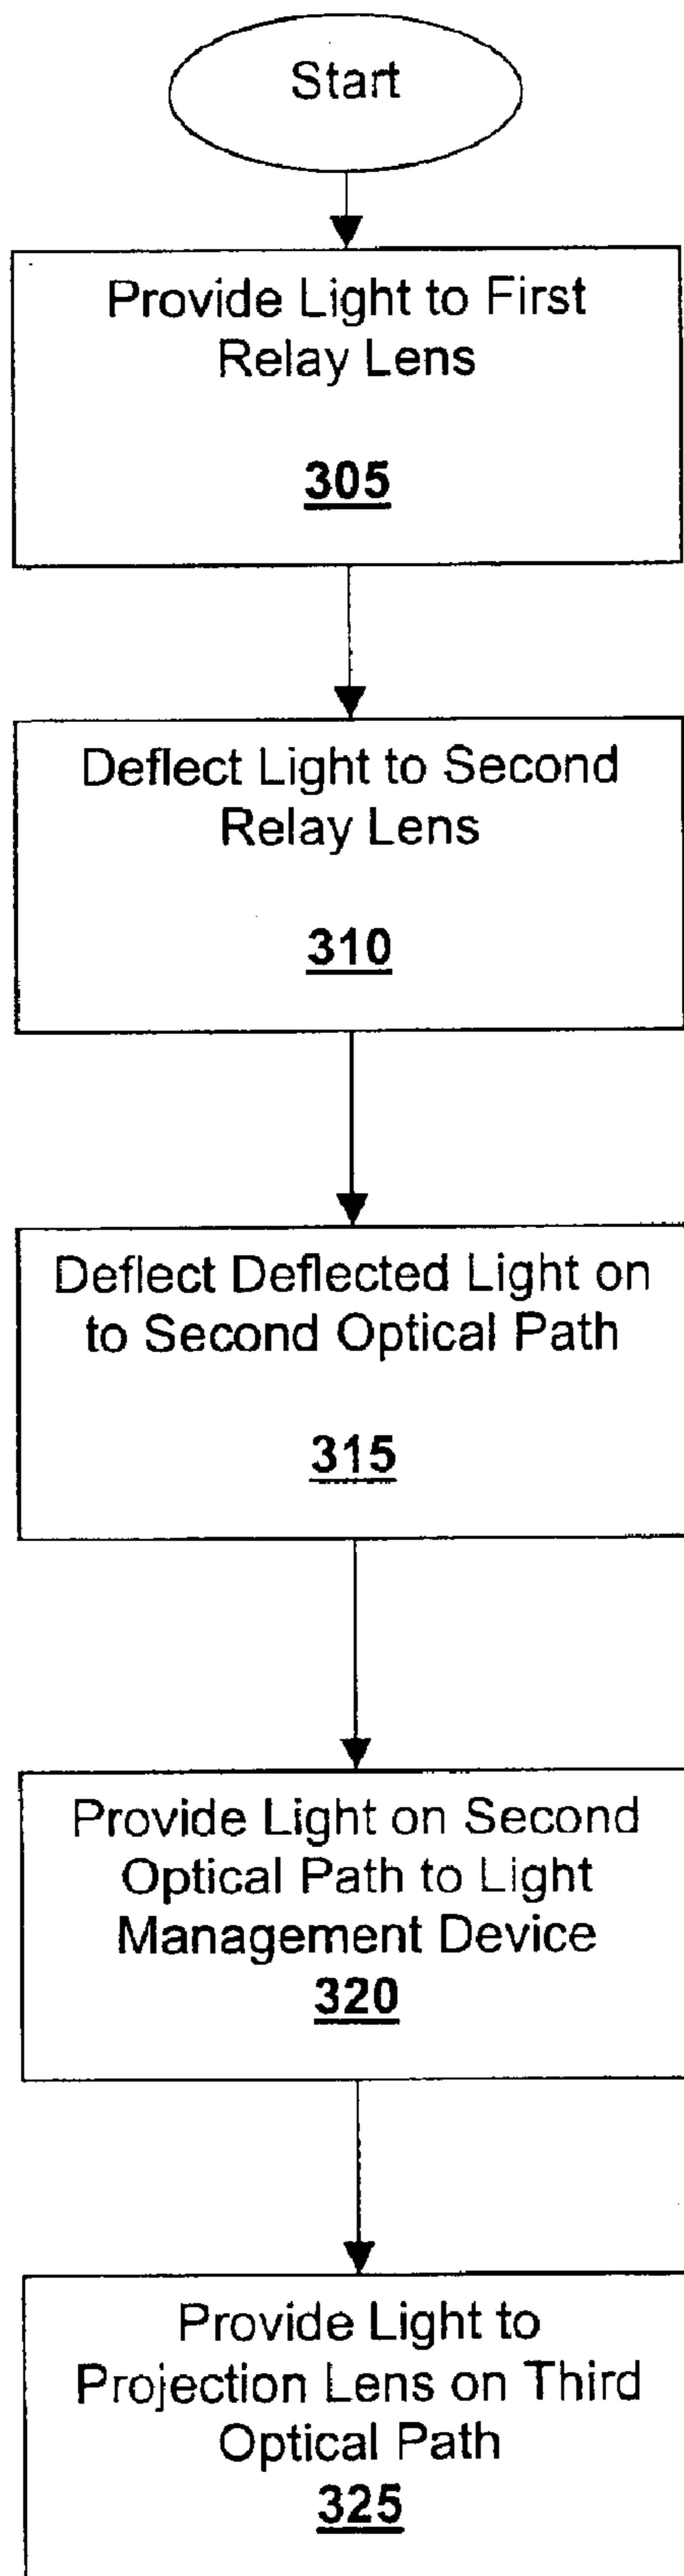 Start
Provide Light to First
Relay Lens
305
Deflect Light to Second
Relay Lens
310
Deflect Deflected Light on
to Second Optical Path
315
Provide Light on Second
Optical Path to Light
Management Device
320
Provide Light to
Projection Lens on Third
Optical Path
325